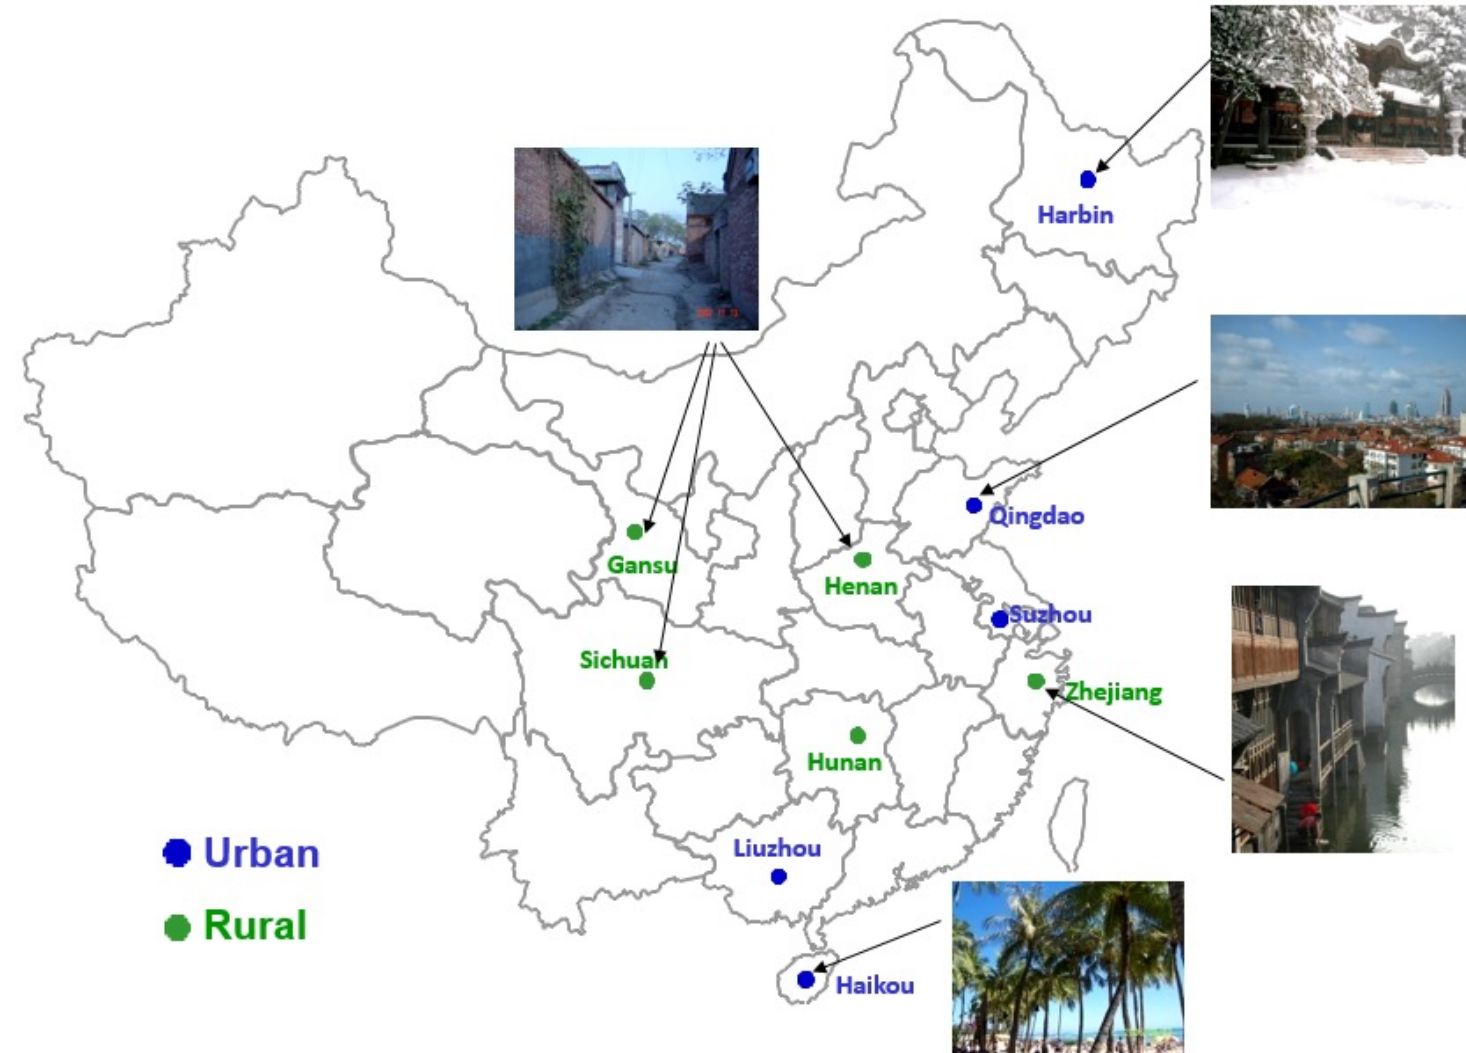 Harbin
Qingdao
Gansu
Henan
Suzhou
Sichuan
Zhejiang
Hunan
Liuzhou
Urban
Rural
Haikou